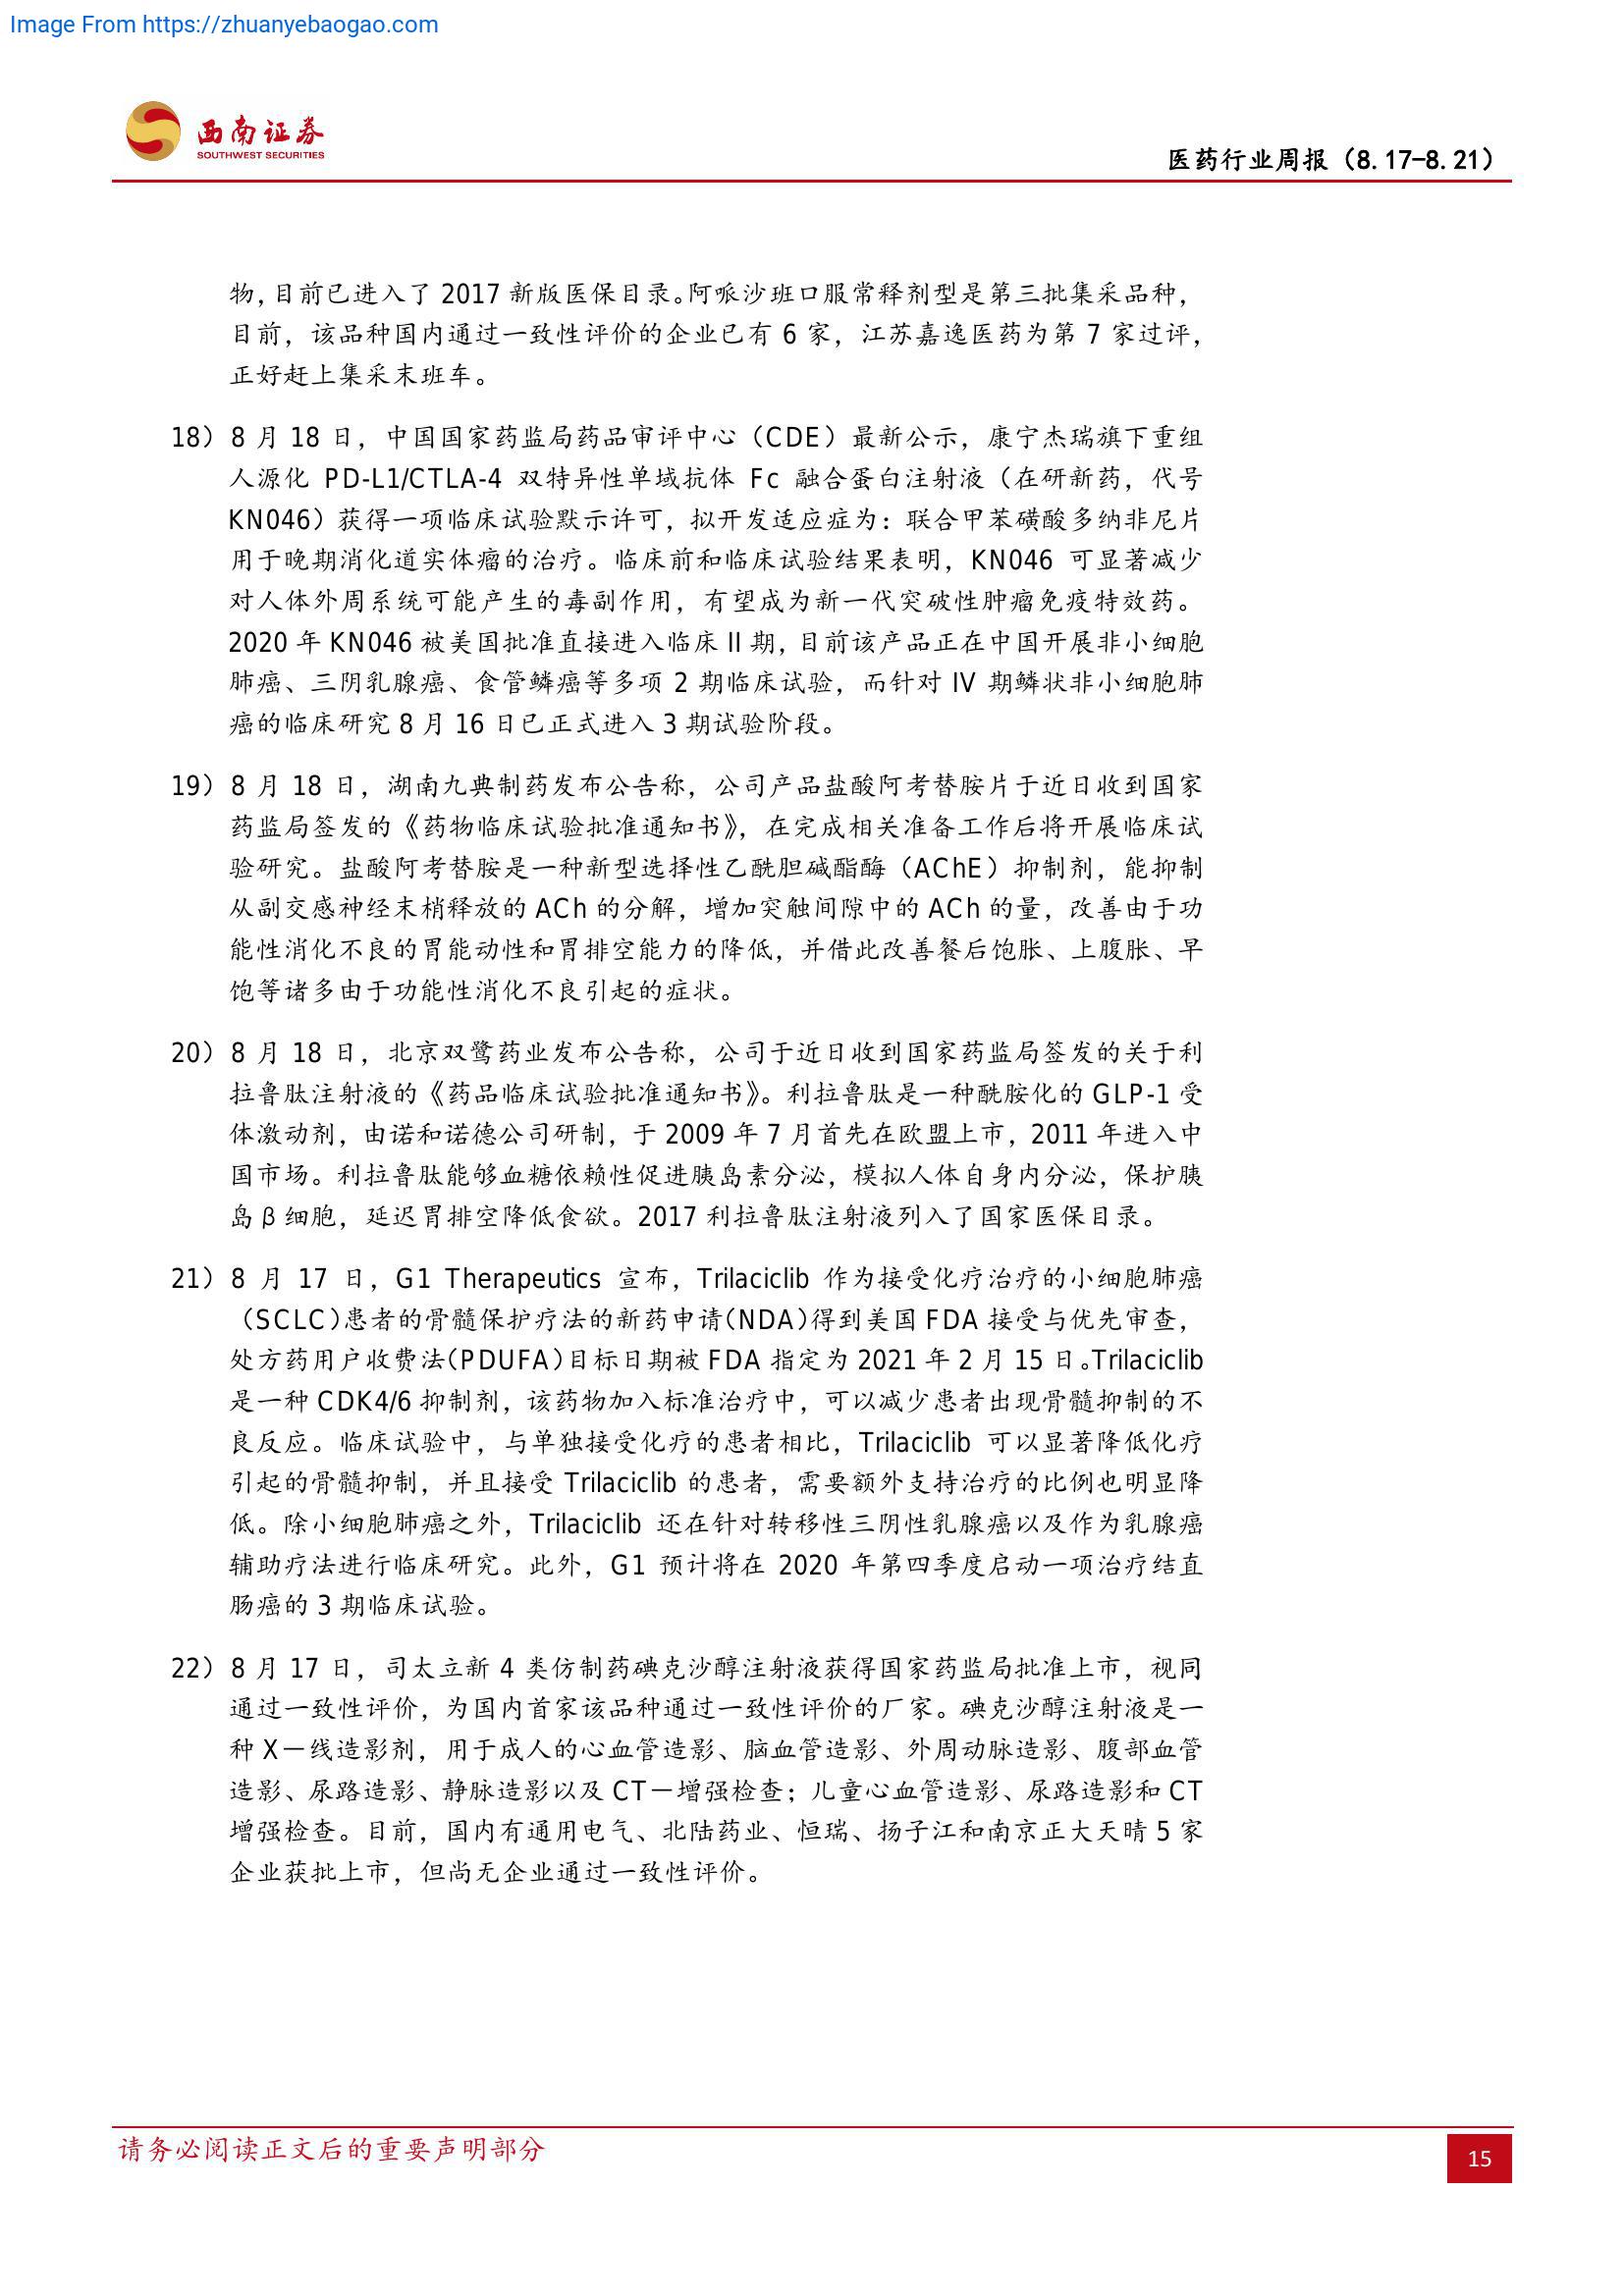 Image From https://zhuanyebaogao.com
西南证券
SOUTHWEST SECURITIES
医药行业周报（8.17-8.21）
物，目前已进入了 2017 新版医保目录。阿哌沙班口服常释剂型是第三批集采品种，
目前，该品种国内通过一致性评价的企业已有 6 家，江苏嘉逸医药为第 7 家过评，
正好赶上集采末班车。
18）8 月 18 日，中国国家药监局药品审评中心（CDE）最新公示，康宁杰瑞旗下重组
人源化 PD-L1/CTLA-4 双特异性单域抗体 Fc 融合蛋白注射液（在研新药，代号
KN046）获得一项临床试验默示许可，拟开发适应症为：联合甲苯磺酸多纳非尼片
用于晚期消化道实体瘤的治疗。临床前和临床试验结果表明，KN046 可显著减少
对人体外周系统可能产生的毒副作用，有望成为新一代突破性肿瘤免疫特效药。
2020 年 KN046 被美国批准直接进入临床 II 期，目前该产品正在中国开展非小细胞
肺癌、三阴乳腺癌、食管鳞癌等多项 2 期临床试验，而针对 IV 期鳞状非小细胞肺
癌的临床研究 8 月 16 日已正式进入 3 期试验阶段。
19）8 月 18 日，湖南九典制药发布公告称，公司产品盐酸阿考替胺片于近日收到国家
药监局签发的《药物临床试验批准通知书》，在完成相关准备工作后将开展临床试
验研究。盐酸阿考替胺是一种新型选择性乙酰胆碱酯酶（AChE）抑制剂，能抑制
从副交感神经末梢释放的 ACh 的分解，增加突触间隙中的 ACh 的量，改善由于功
能性消化不良的胃能动性和胃排空能力的降低，并借此改善餐后饱胀、上腹胀、早
饱等诸多由于功能性消化不良引起的症状。
20）8 月 18 日，北京双鹭药业发布公告称，公司于近日收到国家药监局签发的关于利
拉鲁肽注射液的《药品临床试验批准通知书》。利拉鲁肽是一种酰胺化的 GLP-1 受
体激动剂，由诺和诺德公司研制，于 2009 年 7 月首先在欧盟上市，2011 年进入中
国市场。利拉鲁肽能够血糖依赖性促进胰岛素分泌，模拟人体自身内分泌，保护胰
岛 β 细胞，延迟胃排空降低食欲。2017 利拉鲁肽注射液列入了国家医保目录。
21）8 月 17 日，G1 Therapeutics 宣布，Trilaciclib 作为接受化疗治疗的小细胞肺癌
（SCLC)患者的骨髓保护疗法的新药申请(NDA)得到美国 FDA 接受与优先审查，
处方药用户收费法(PDUFA)目标日期被 FDA 指定为 2021 年 2 月 15 日。Trilaciclib
是一种 CDK4/6 抑制剂，该药物加入标准治疗中，可以减少患者出现骨髓抑制的不
良反应。临床试验中，与单独接受化疗的患者相比，Trilaciclib 可以显著降低化疗
引起的骨髓抑制，并且接受 Trilaciclib 的患者，需要额外支持治疗的比例也明显降
低。除小细胞肺癌之外，Trilaciclib 还在针对转移性三阴性乳腺癌以及作为乳腺癌
辅助疗法进行临床研究。此外，G1 预计将在 2020 年第四季度启动一项治疗结直
肠癌的 3 期临床试验。
22）8 月 17 日，司太立新 4 类仿制药碘克沙醇注射液获得国家药监局批准上市，视同
通过一致性评价，为国内首家该品种通过一致性评价的厂家。碘克沙醇注射液是一
种 X－线造影剂，用于成人的心血管造影、脑血管造影、外周动脉造影、腹部血管
造影、尿路造影、静脉造影以及 CT－增强检查；儿童心血管造影、尿路造影和 CT
增强检查。目前，国内有通用电气、北陆药业、恒瑞、扬子江和南京正大天晴 5 家
企业获批上市，但尚无企业通过一致性评价。
请务必阅读正文后的重要声明部分
15